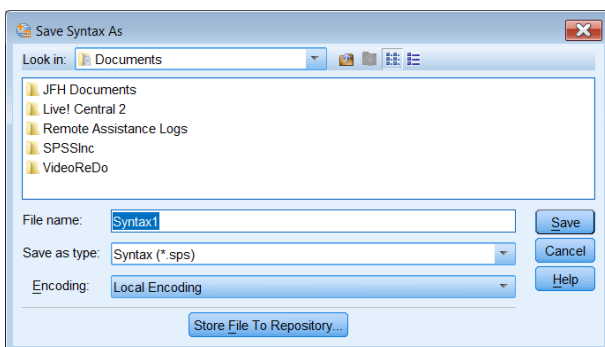 Save Syntax As
Look in: Documents
JFH Documents
Live! Central 2
Remote Assistance Logs
SPSSInc
VideoReDo
File name: Syntax1 Save
Save as type: Syntax (*.sps) Cancel
Encoding: Local Encoding Help
Store File To Repository...